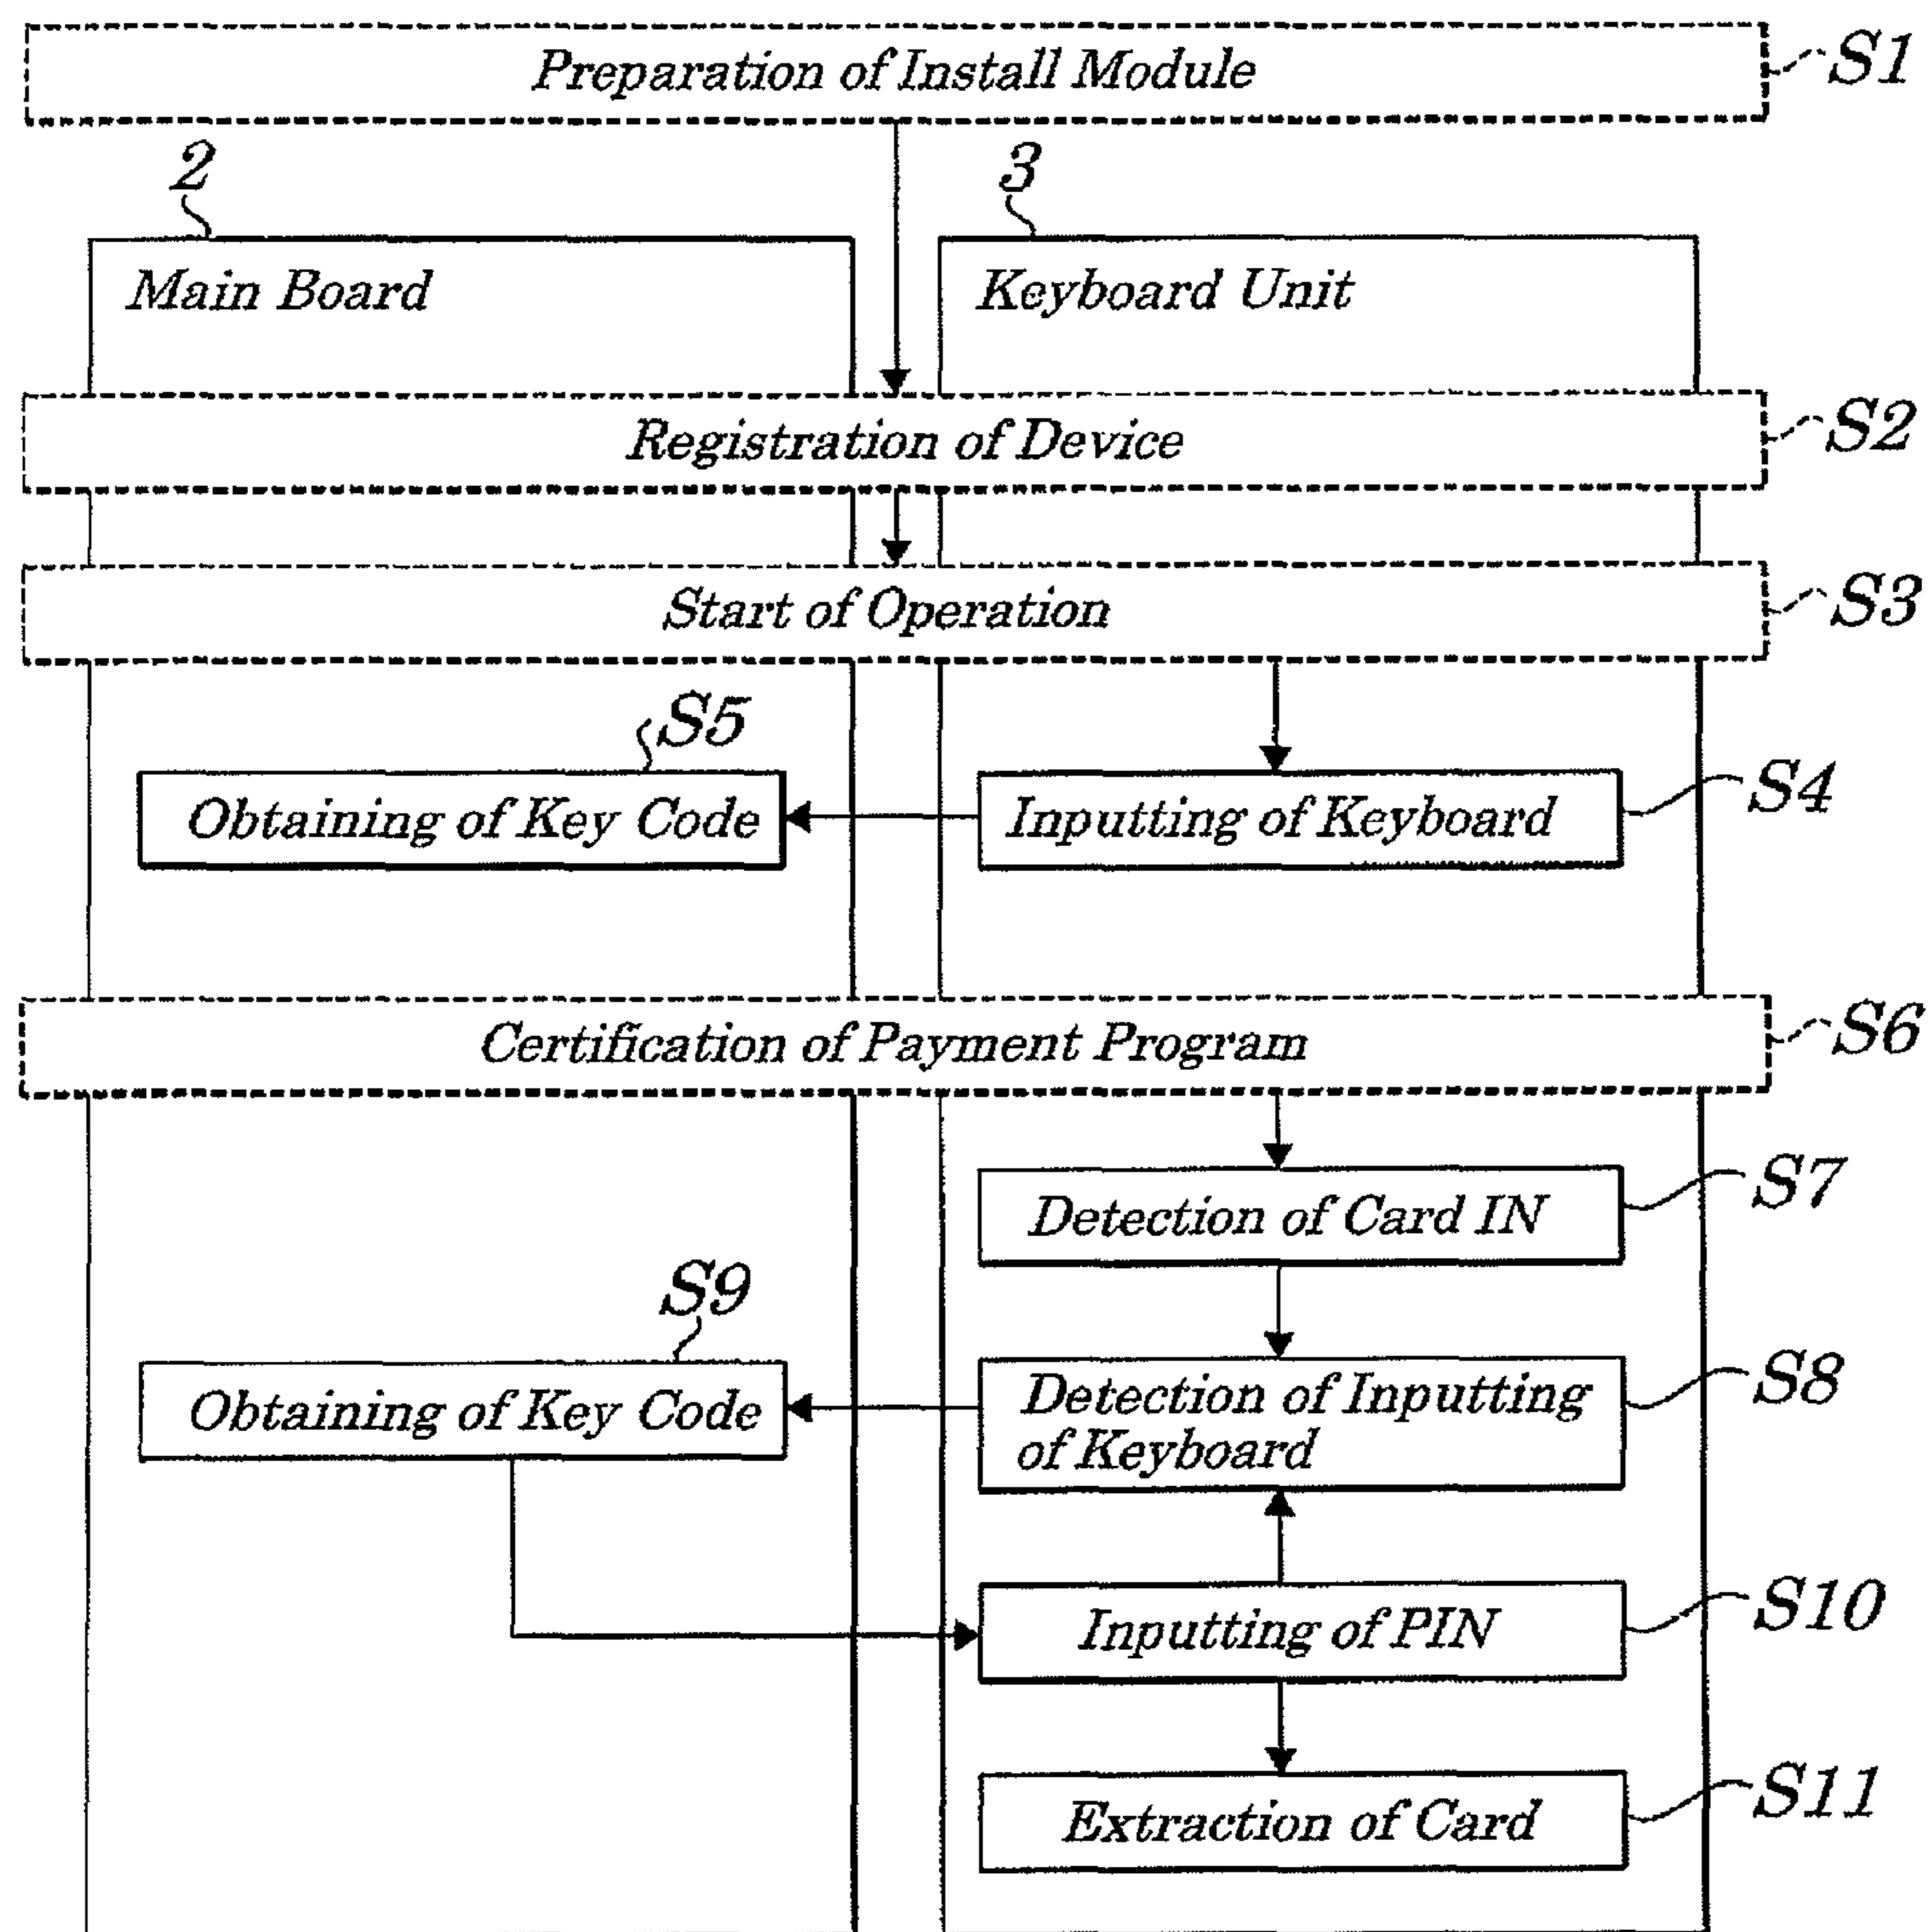 Preparation of Install Module
S1
2
3
Main Board
Keyboard Unit
Registration of Device
S2
Start of Operation
S3
S5
Obtaining of Key Code
Inputting of Keyboard
S4
Certification of Payment Program
S6
Detection of Card IN
S7
S9
Obtaining of Key Code
Detection of Inputting
of Keyboard
S8
Inputting of PIN
S10
Extraction of Card
S11